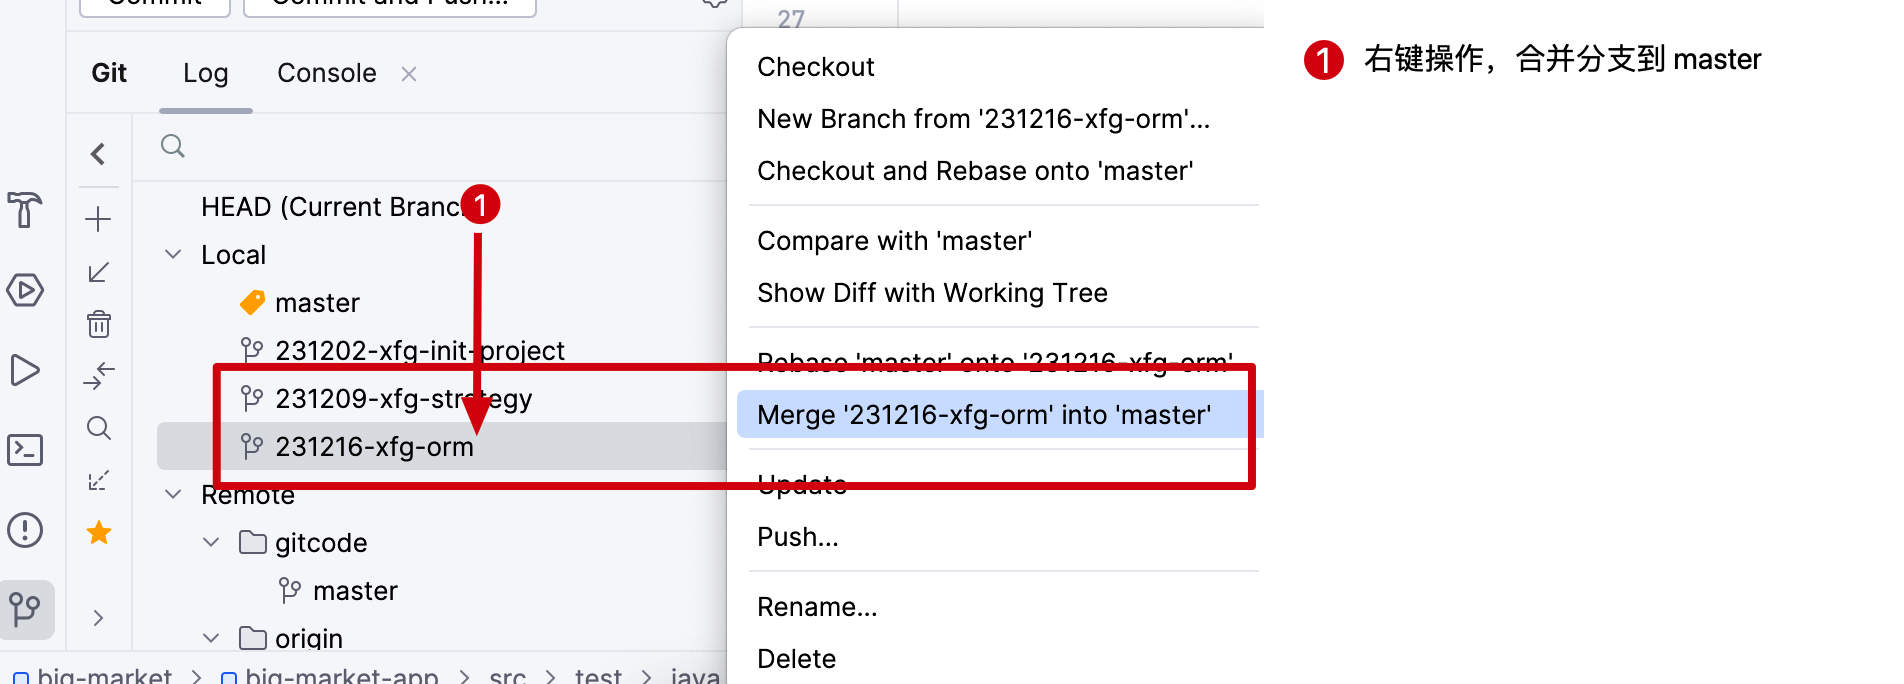 Commit
Commit and Push...
27
Git
Log
Console
HEAD (Current Branc
1
Local
master
231202-xfg-init-project
231209-xfg-strategy
231216-xfg-orm
Remote
gitcode
master
origin
big-market
big-market-app
src
test
java
Checkout
New Branch from '231216-xfg-orm'...
Checkout and Rebase onto 'master'
Compare with 'master'
Show Diff with Working Tree
Rebase 'master' onto '231216-xfg-orm'
Merge '231216-xfg-orm' into 'master'
Update
Push...
Rename...
Delete
1 右键操作，合并分支到 master